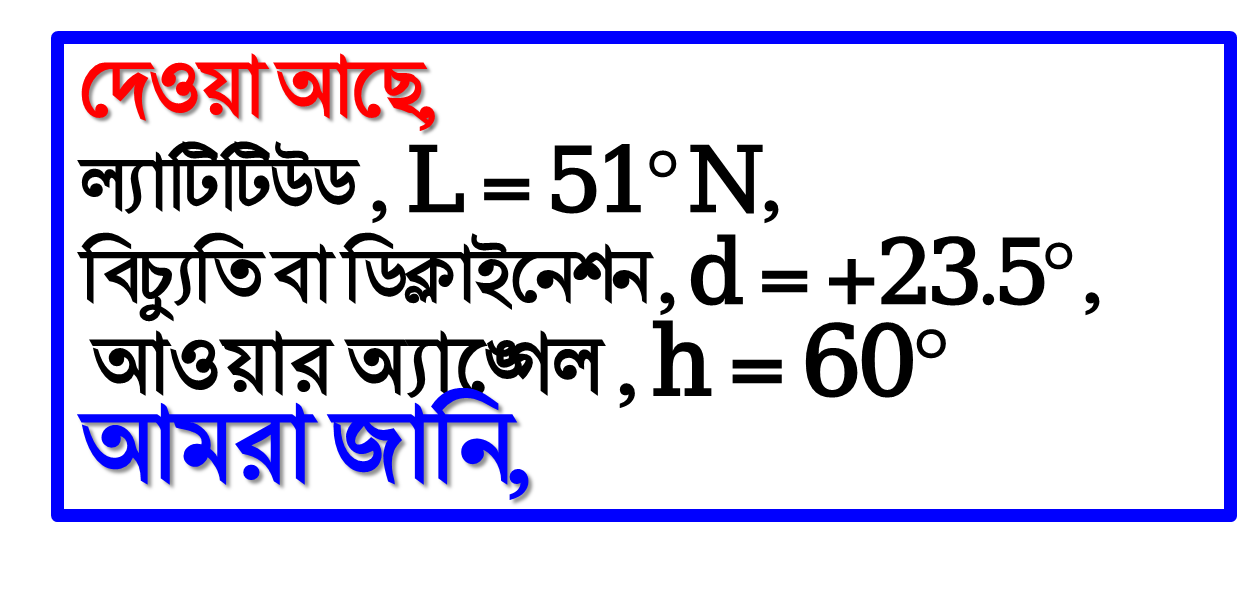 দেওয়া আছে,
ল্যাটিটিউড , L = 51° N,
বিচ্যুতি বা ডিক্লাইনেশন, d = +23.5° ,
আওয়ার অ্যাঙ্গেল , h = 60°
আমরা জানি,